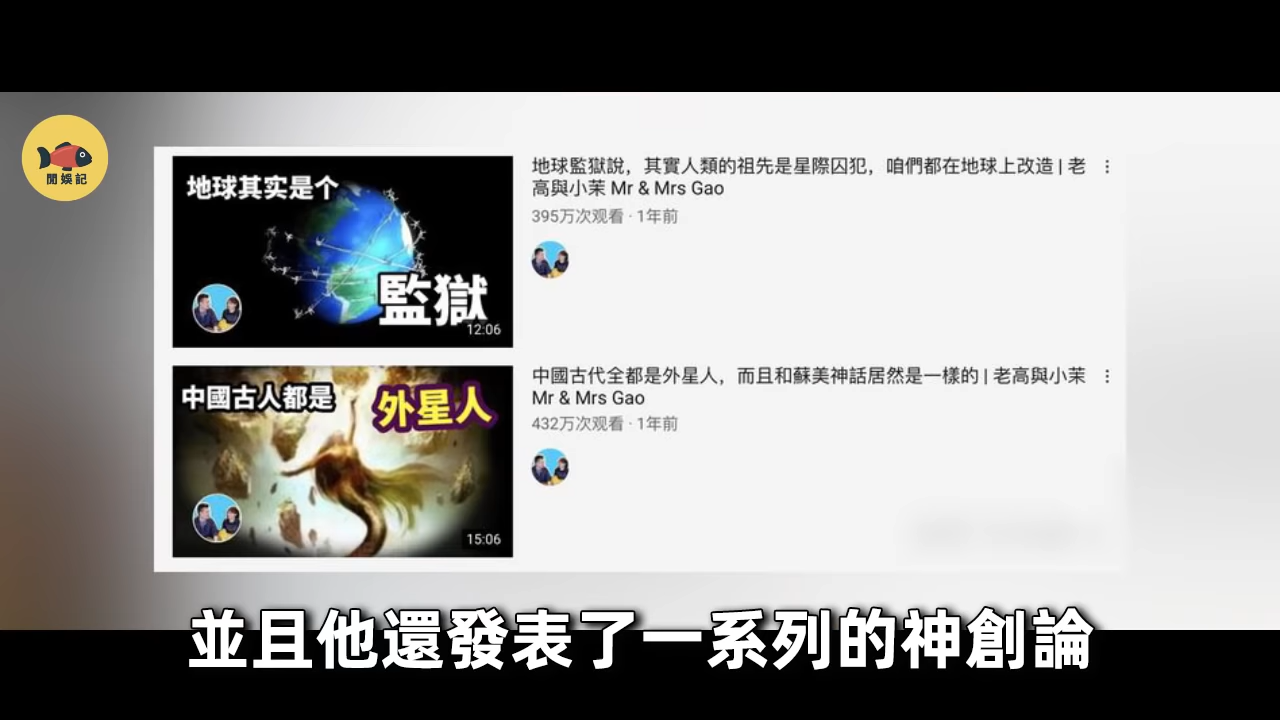 聞娛記
地球其实是个
監獄
12:06
地球監獄說，其實人類的祖先是星際囚犯，咱們都在地球上改造 | 老
高與小茉 Mr & Mrs Gao
395万次观看 · 1年前
中國古人都是
外星人
15:06
中國古代全都是外星人，而且和蘇美神話居然是一樣的 | 老高與小茉
Mr & Mrs Gao
432万次观看 · 1年前
並且他還發表了一系列的神創論